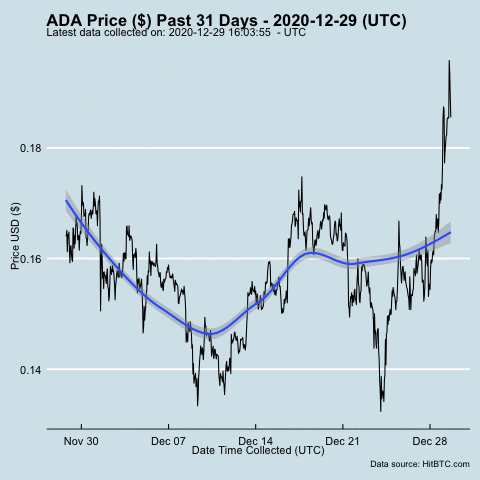 ADA Price ($) Past 31 Days - 2020-12-29 (UTC)
Latest data collected on: 2020-12-29 16:03:55 - UTC
Price USD ($)
0.18
0.16
0.14
Nov 30 Dec 07 Dec 14 Dec 21 Dec 28
Date Time Collected (UTC)
Data source: HitBTC.com